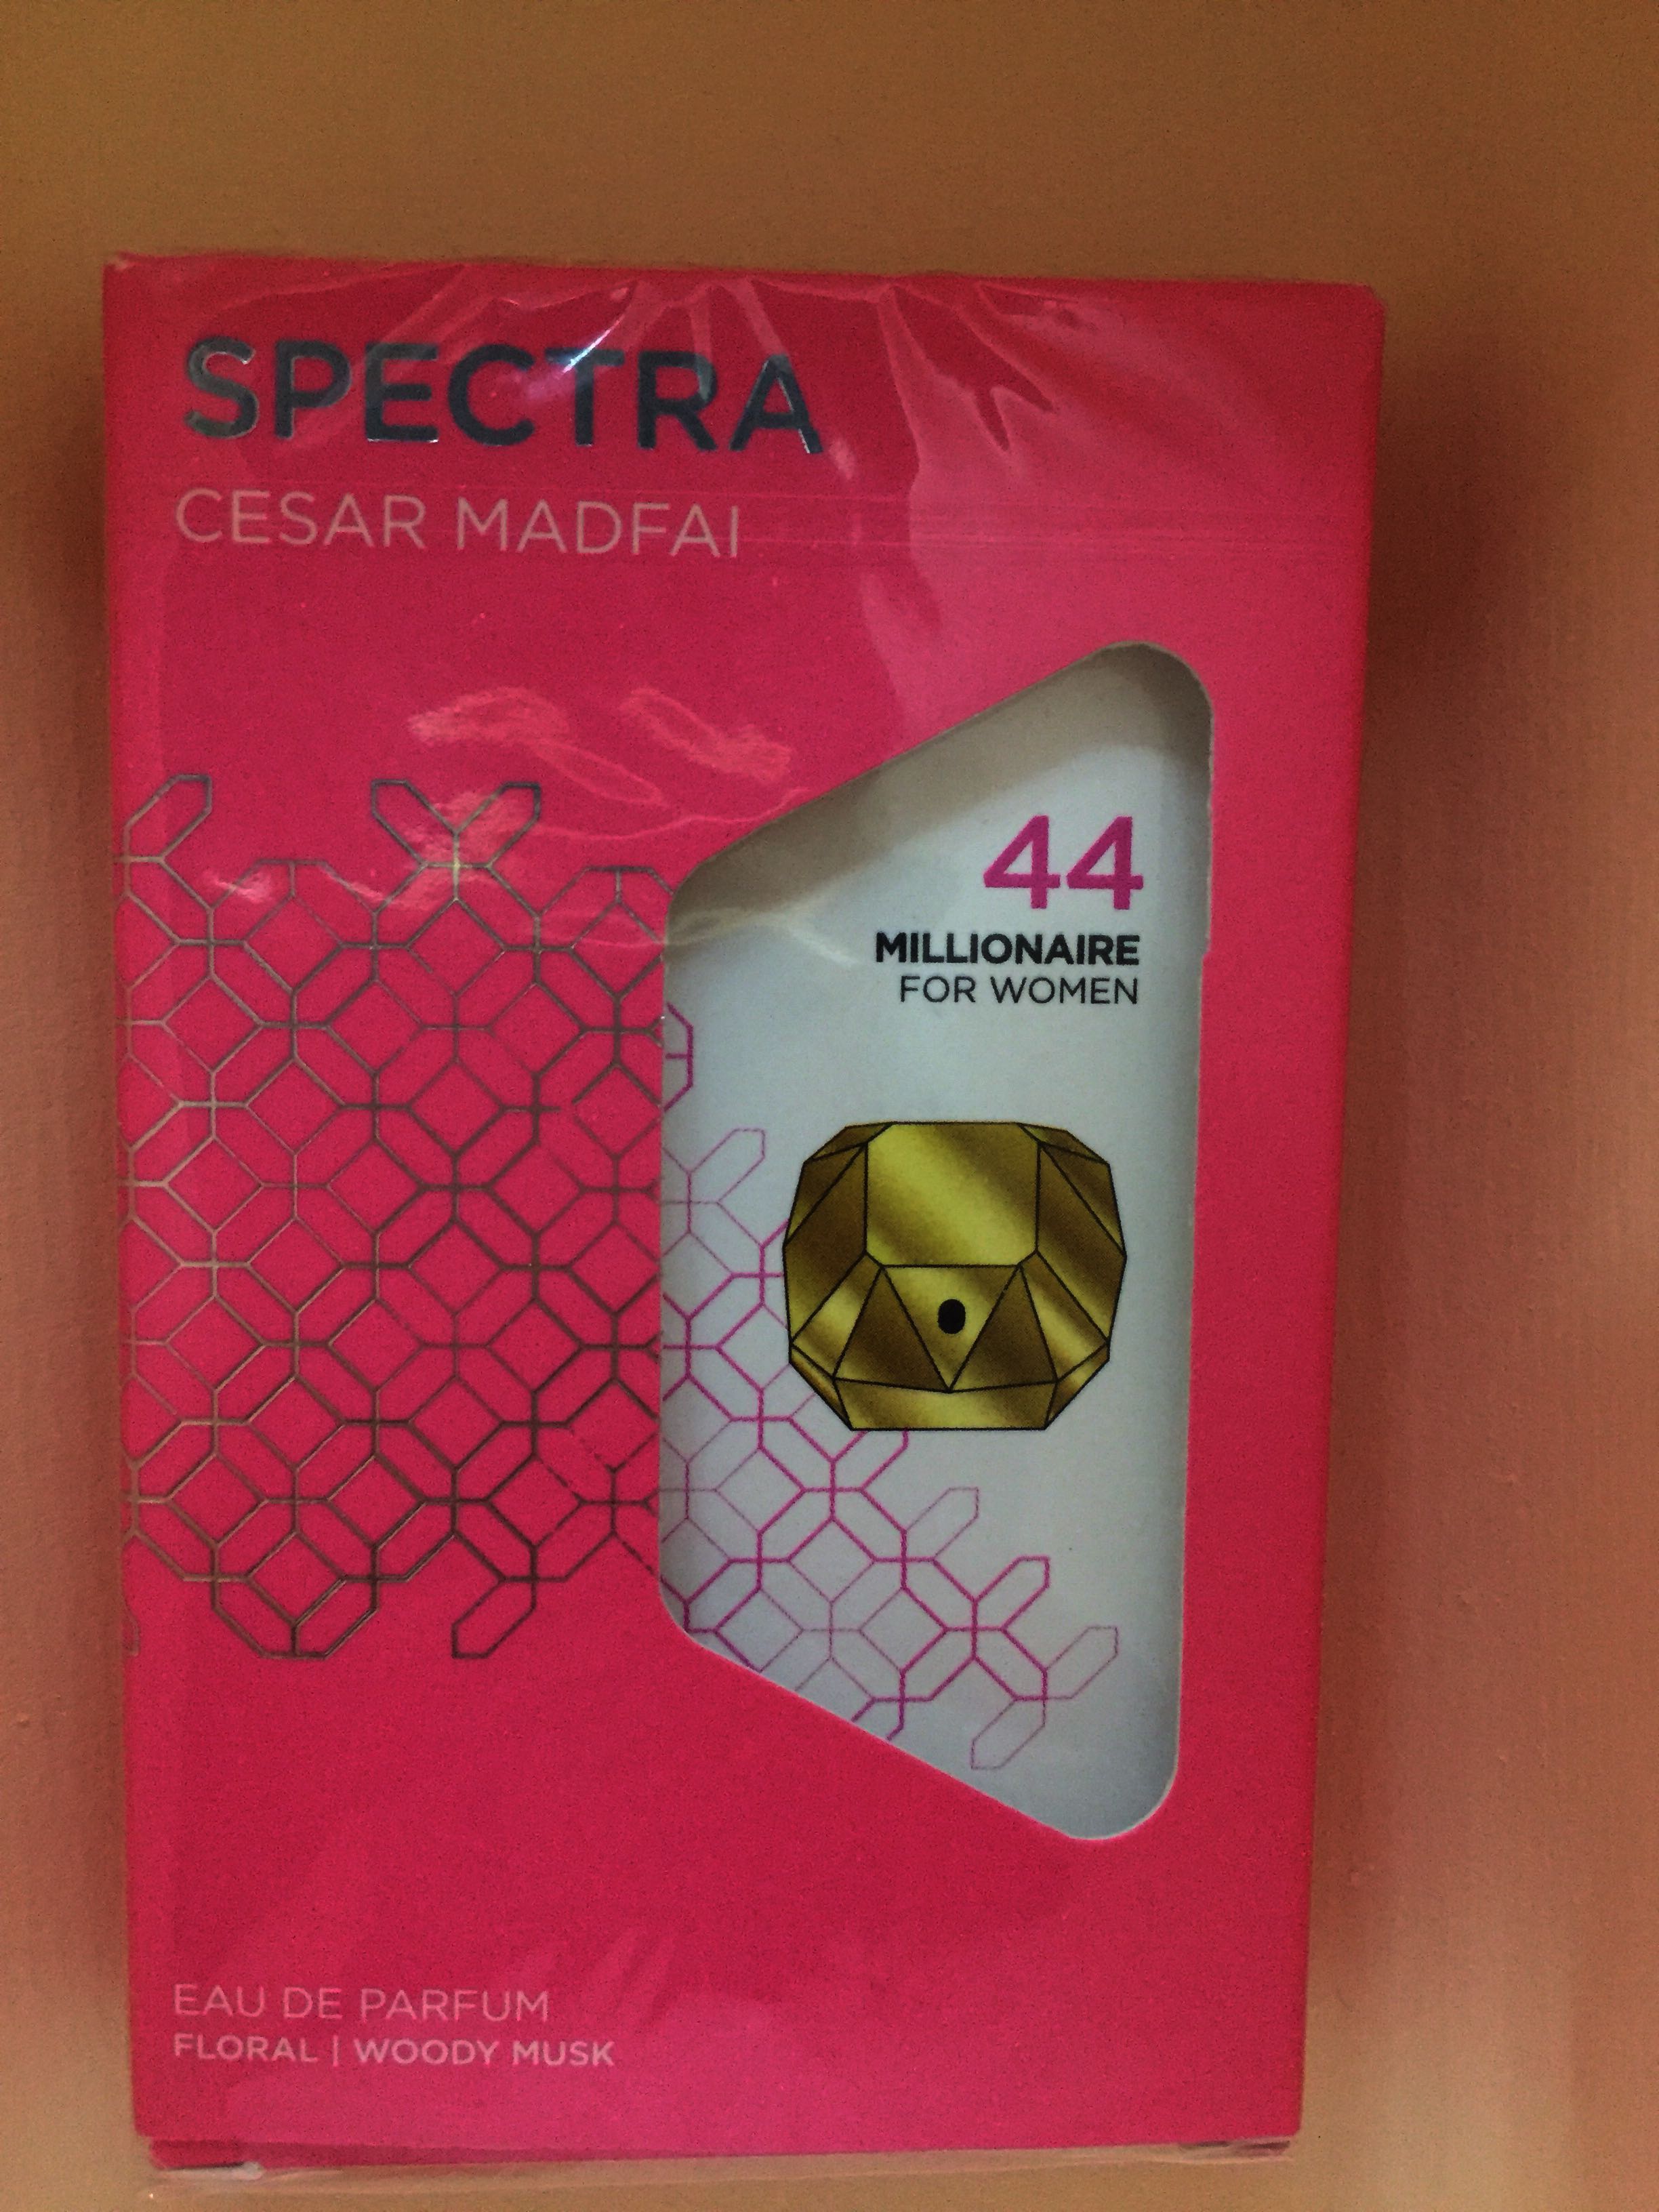 SPECTRA
CESAR MADFAI
44
MILLIONAIRE
FOR WOMEN
EAU DE PARFUM
FLORAL | WOODY MUSK